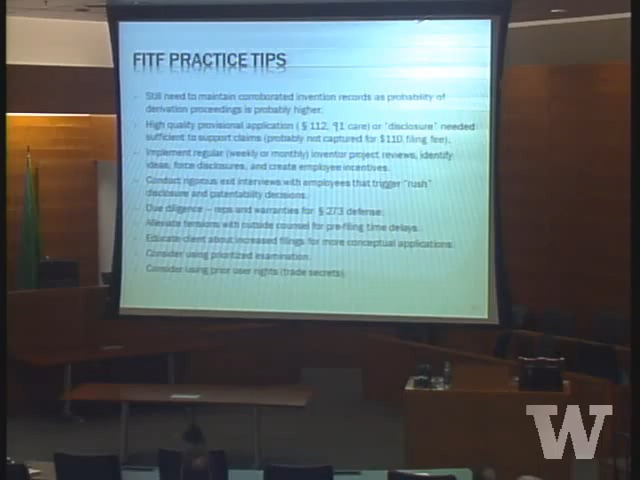 FITF PRACTICE TIPS
Still need to maintain corroborated invention records as probability of
derivation proceedings is probably higher.
High quality provisional application ( § 112, ¶1 care) or "disclosure" needed
sufficient to support claims (probably not captured for $110 filing fee).
Implement regular (weekly or monthly) inventor project reviews, identify
ideas, force disclosures, and create employee incentives.
Conduct rigorous exit interviews with employees that trigger "rush"
disclosure and patentability decisions.
Due diligence – reps and warranties for § 273 defense.
Alleviate tensions with outside counsel for pre-filing time delays.
Educate client about increased filings for more conceptual applications.
Consider using prioritized examination.
Consider using prior user rights (trade secrets)
W